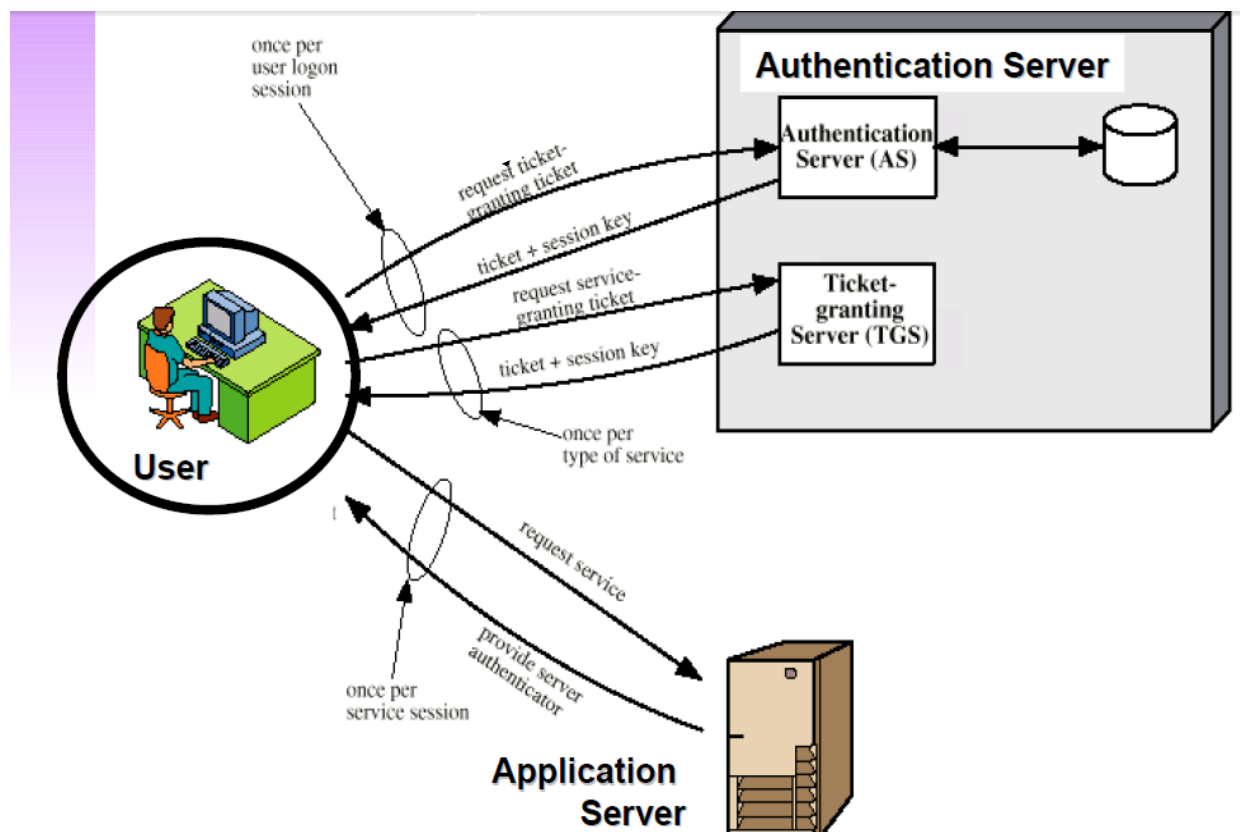 once per
user logon
session
Authentication Server
Authentication
Server (AS)
request ticket-
granting ticket
ticket + session key
request service-
granting ticket
Ticket-
granting
Server (TGS)
ticket + session key
once per
type of service
User
t
request service
provide server
authenticator
once per
service session
Application
Server